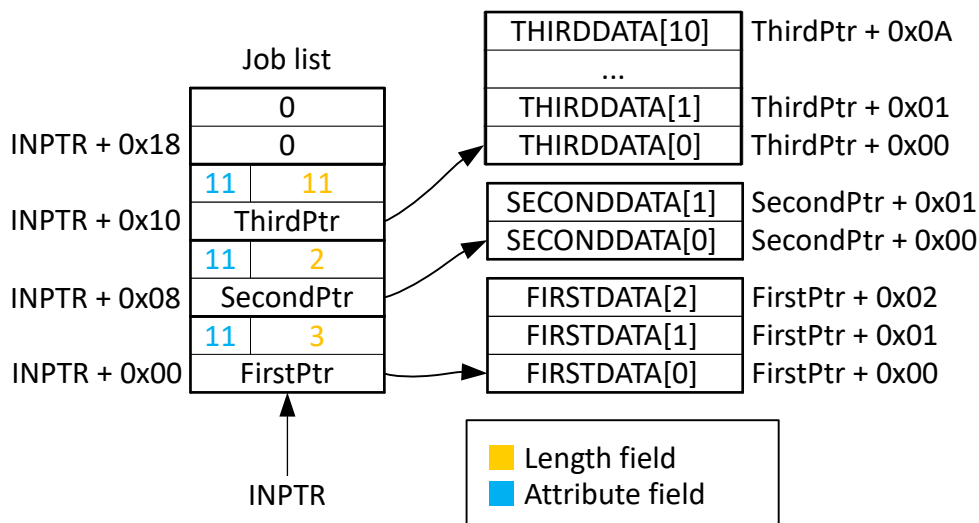 Job list
0
INPTR + 0x18 0
11 11
INPTR + 0x10 ThirdPtr
11 2
INPTR + 0x08 SecondPtr
11 3
INPTR + 0x00 FirstPtr
INPTR
THIRDDATA[10] ThirdPtr + 0x0A
...
THIRDDATA[1] ThirdPtr + 0x01
THIRDDATA[0] ThirdPtr + 0x00
SECONDDATA[1] SecondPtr + 0x01
SECONDDATA[0] SecondPtr + 0x00
FIRSTDATA[2] FirstPtr + 0x02
FIRSTDATA[1] FirstPtr + 0x01
FIRSTDATA[0] FirstPtr + 0x00
Length field
Attribute field